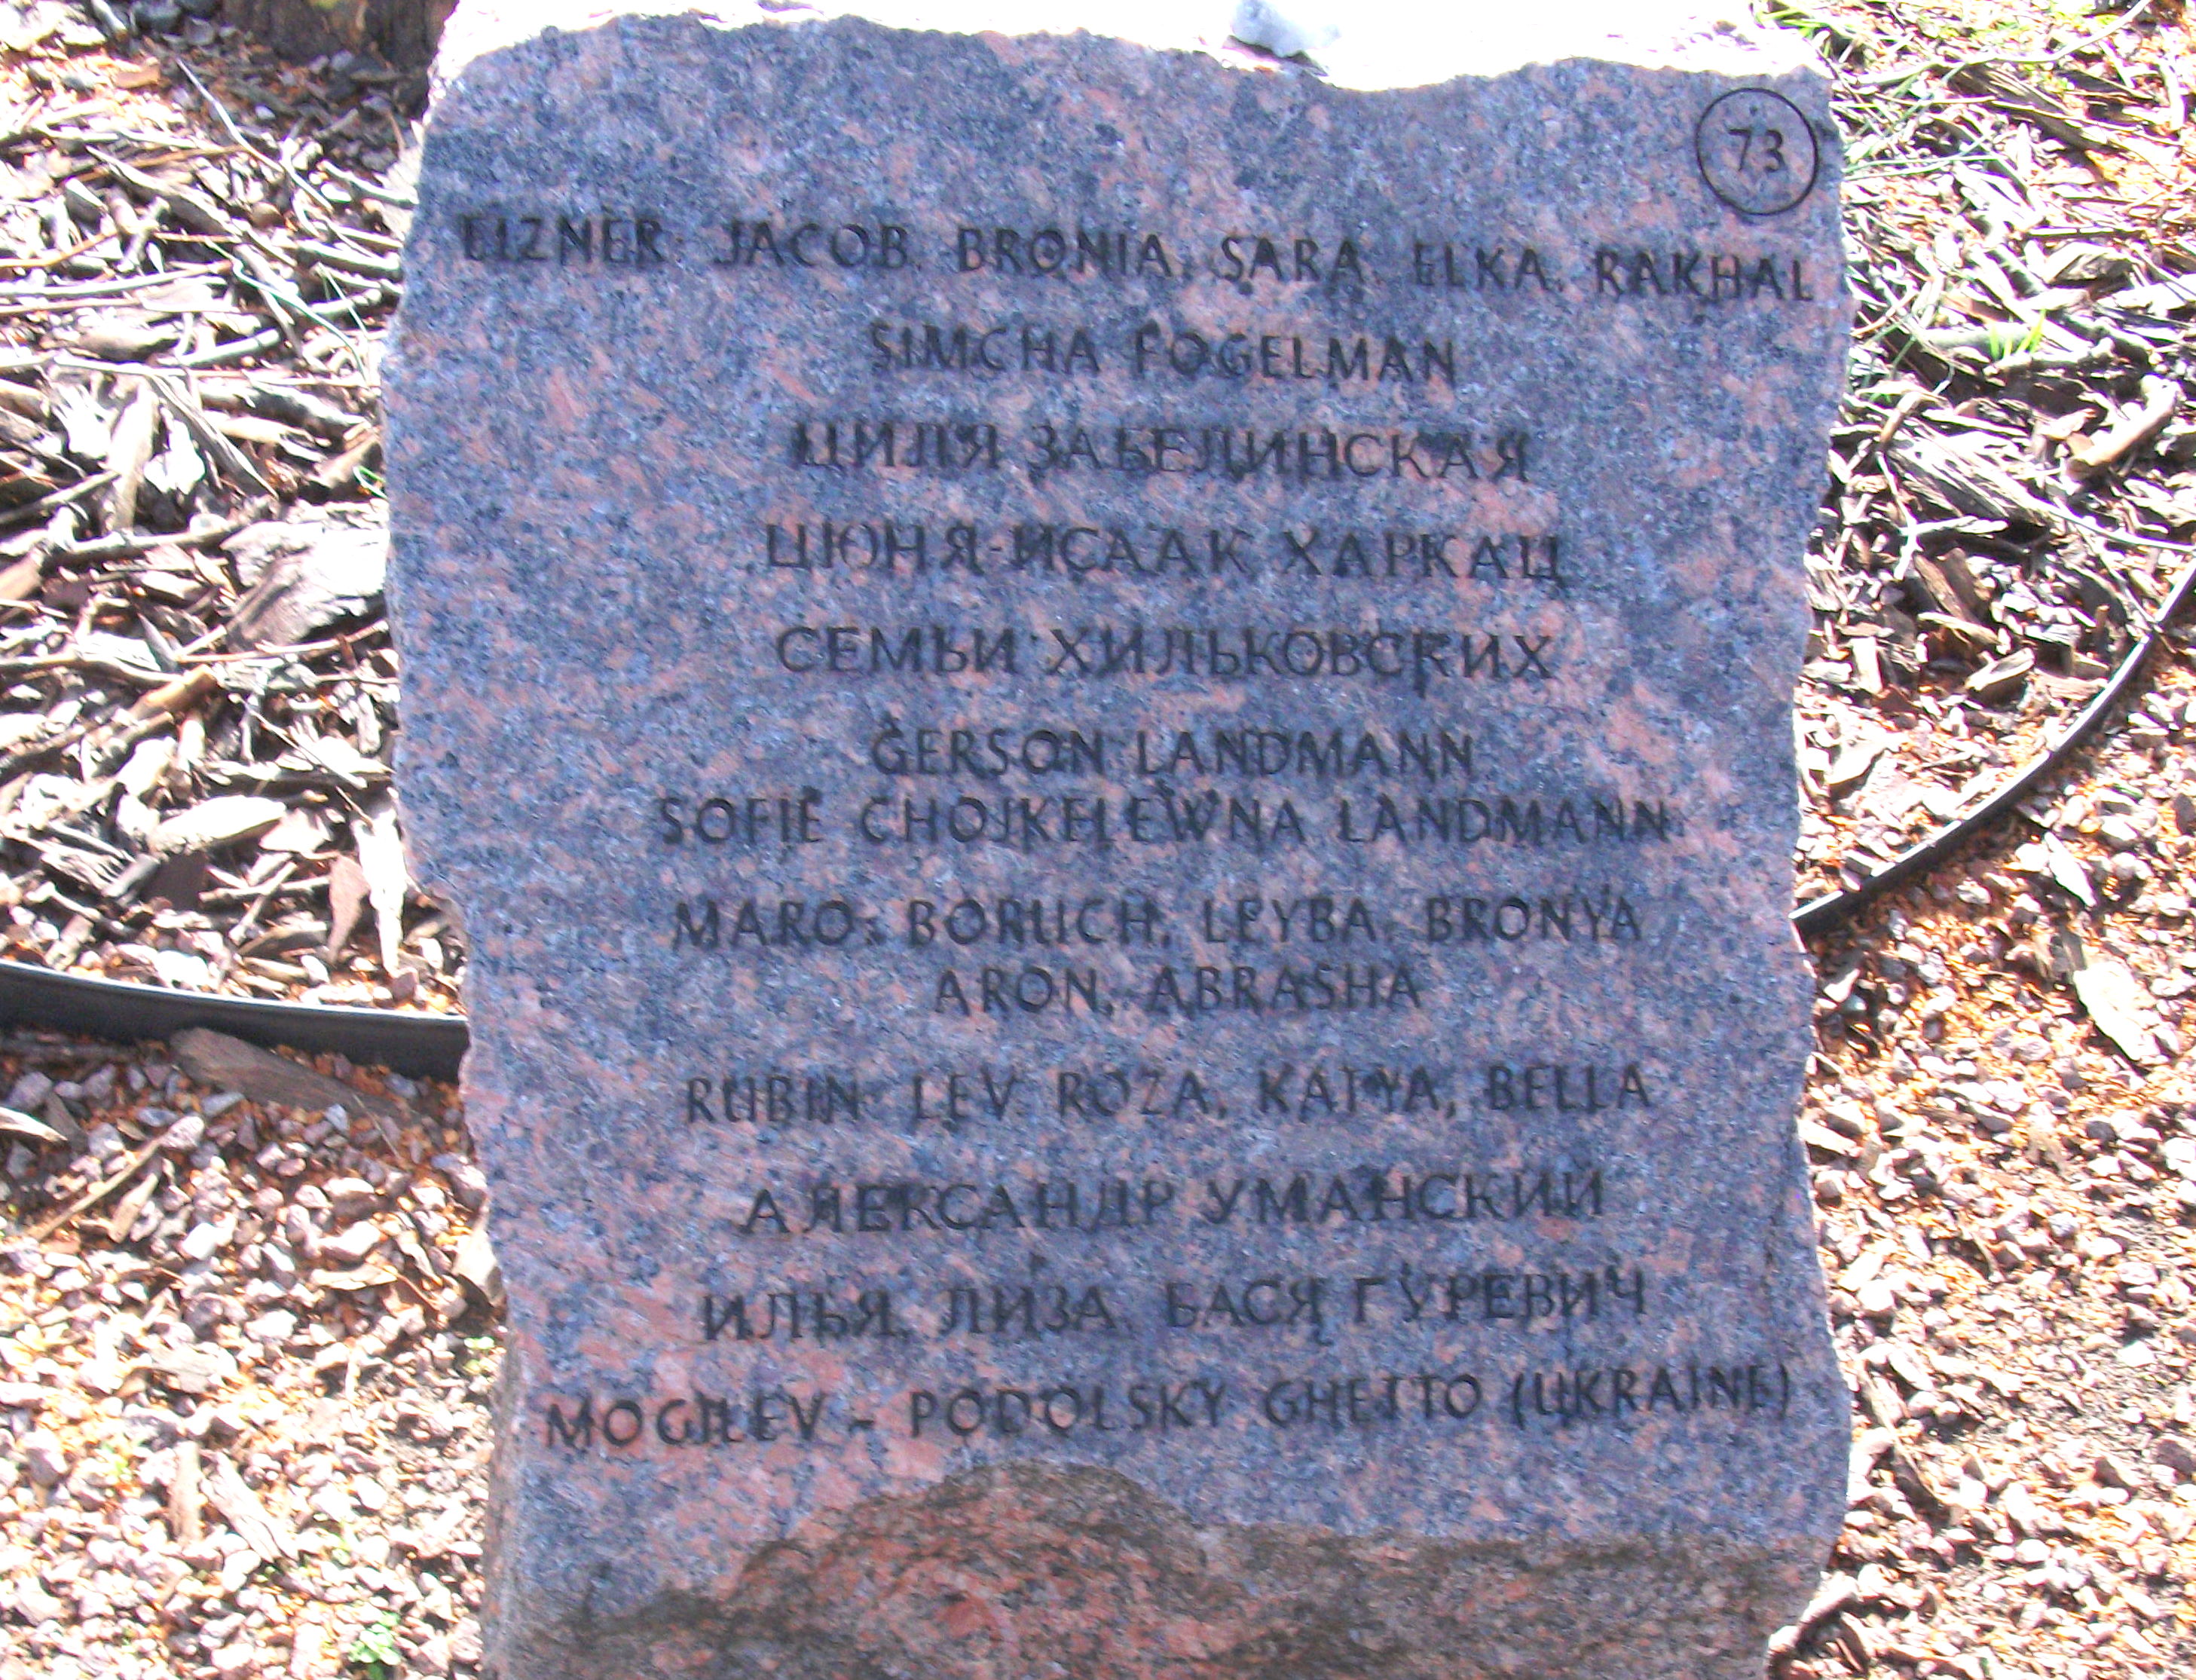 73
ELZNER: JACOB, BRONIA, SARA, ELKA, RAKHAL
SIMCHA FOGELMAN
ЦИЛЯ ЗАБЕЛИНСКАЯ
ЦЮНЯ-ИСААК ХАРКАЦ
СЕМЬИ ХИЛЬКОВСКИХ
GERSON LANDMANN
SOFIE CHOJKELEWNA LANDMANN
MARO: BORUCH, LEYBA, BRONYA
ARON, ABRASHA
RUBIN: LEV, ROZA, KATYA, BELLA
АЛЕКСАНДР УМАНСКИЙ
ИЛЬЯ, ЛИЗА, БАСЯ ГУРЕВИЧ
MOGILEV - PODOLSKY GHETTO (UKRAINE)